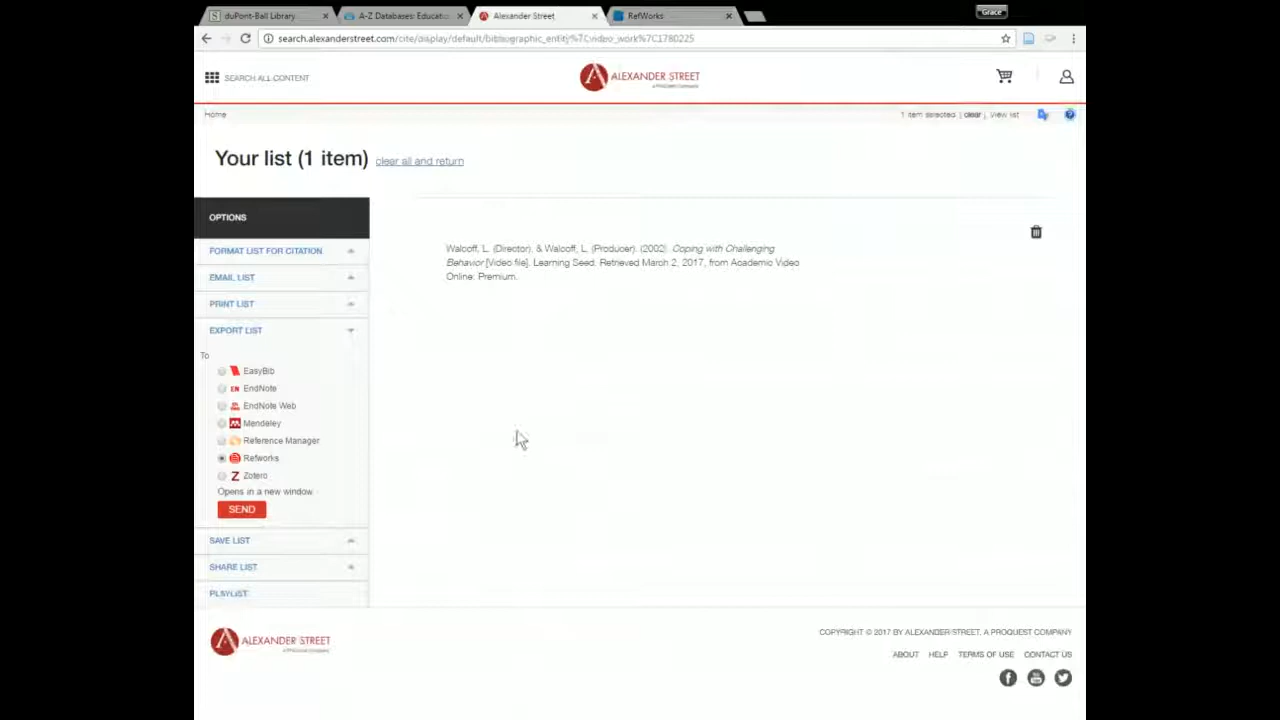 duPont-Ball Library
A-Z Databases: Educatio
Alexander Street
RefWorks
Grace
search.alexanderstreet.com/cite/display/default/bibliographic_entity%7Cvideo_work%7C1780225
SEARCH ALL CONTENT
ALEXANDER STREET
a ProQuest Company
Home
1 item selected | clear | View list
Your list (1 item) clear all and return
OPTIONS
FORMAT LIST FOR CITATION
EMAIL LIST
PRINT LIST
EXPORT LIST
To
EasyBib
EN EndNote
EndNote Web
Mendeley
Reference Manager
Refworks
Z Zotero
Opens in a new window
SEND
SAVE LIST
SHARE LIST
PLAYLIST
Walcoff, L. (Director), & Walcoff, L. (Producer). (2002). Coping with Challenging
Behavior [Video file]. Learning Seed. Retrieved March 2, 2017, from Academic Video
Online: Premium.
ALEXANDER STREET
a ProQuest Company
COPYRIGHT © 2017 BY ALEXANDER STREET, A PROQUEST COMPANY
ABOUT HELP TERMS OF USE CONTACT US